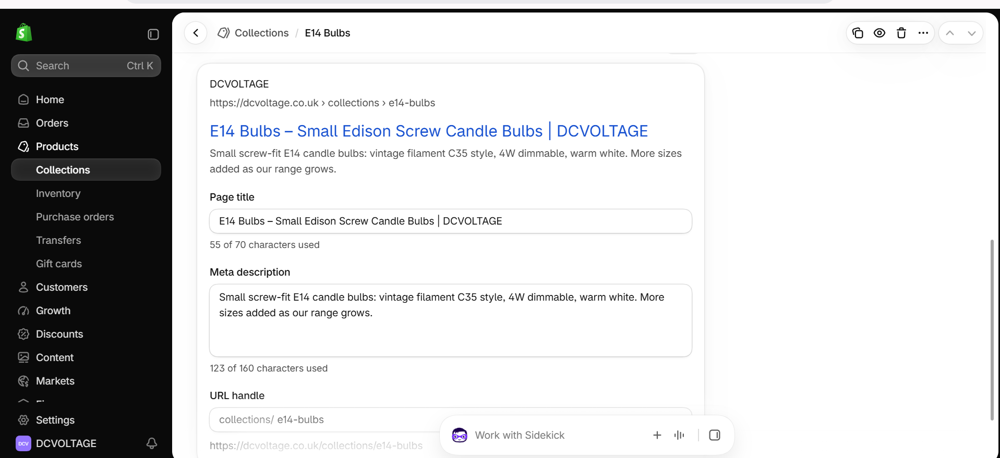 Search Ctrl K
Home
Orders
Products
Collections
Inventory
Purchase orders
Transfers
Gift cards
Customers
Growth
Discounts
Content
Markets
Settings
DCV DCVOLTAGE
Collections / E14 Bulbs
DCVOLTAGE
https://dcvoltage.co.uk › collections › e14-bulbs
E14 Bulbs – Small Edison Screw Candle Bulbs | DCVOLTAGE
Small screw-fit E14 candle bulbs: vintage filament C35 style, 4W dimmable, warm white. More sizes
added as our range grows.
Page title
E14 Bulbs – Small Edison Screw Candle Bulbs | DCVOLTAGE
55 of 70 characters used
Meta description
Small screw-fit E14 candle bulbs: vintage filament C35 style, 4W dimmable, warm white. More
sizes added as our range grows.
123 of 160 characters used
URL handle
collections/ e14-bulbs
https://dcvoltage.co.uk/collections/e14-bulbs
Work with Sidekick